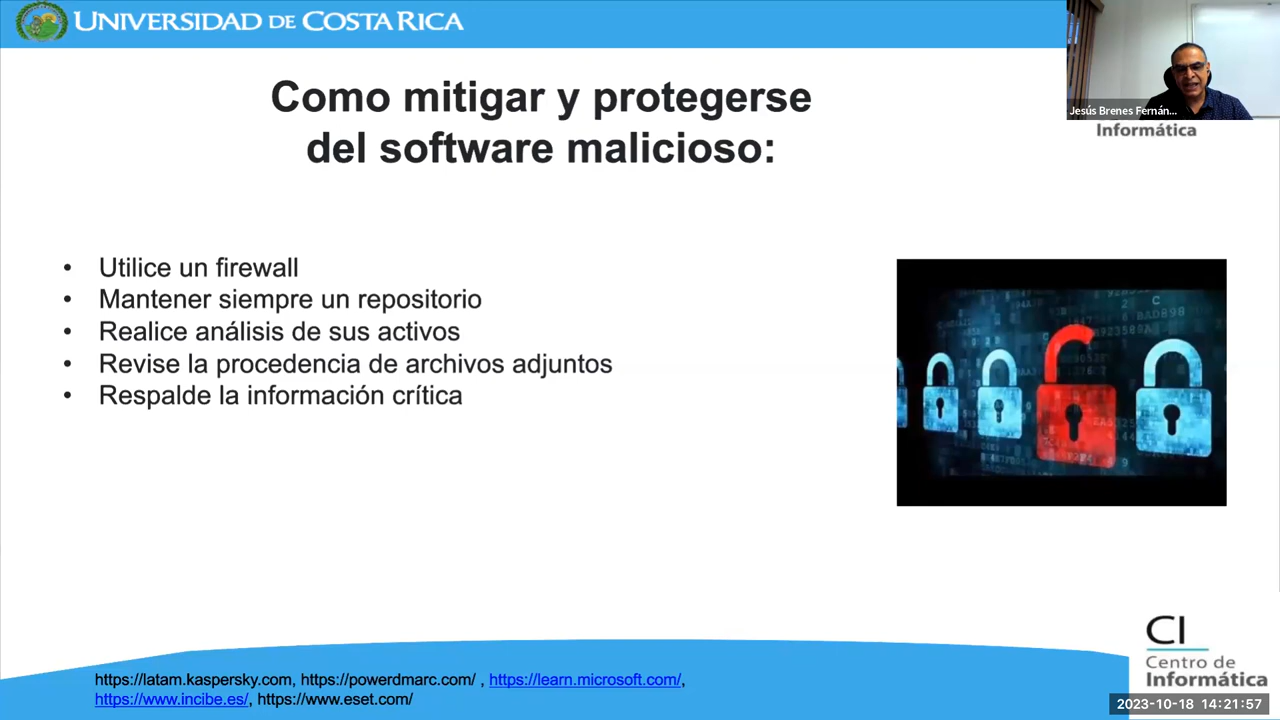 UNIVERSIDAD DE COSTA RICA
Como mitigar y protegerse
del software malicioso:
Jesús Brenes Fernán...
Informática
• Utilice un firewall
• Mantener siempre un repositorio
• Realice análisis de sus activos
• Revise la procedencia de archivos adjuntos
• Respalde la información crítica
CI
Centro de
Informática
https://latam.kaspersky.com, https://powerdmarc.com/ , https://learn.microsoft.com/,
https://www.incibe.es/, https://www.eset.com/
2023-10-18 14:21:57